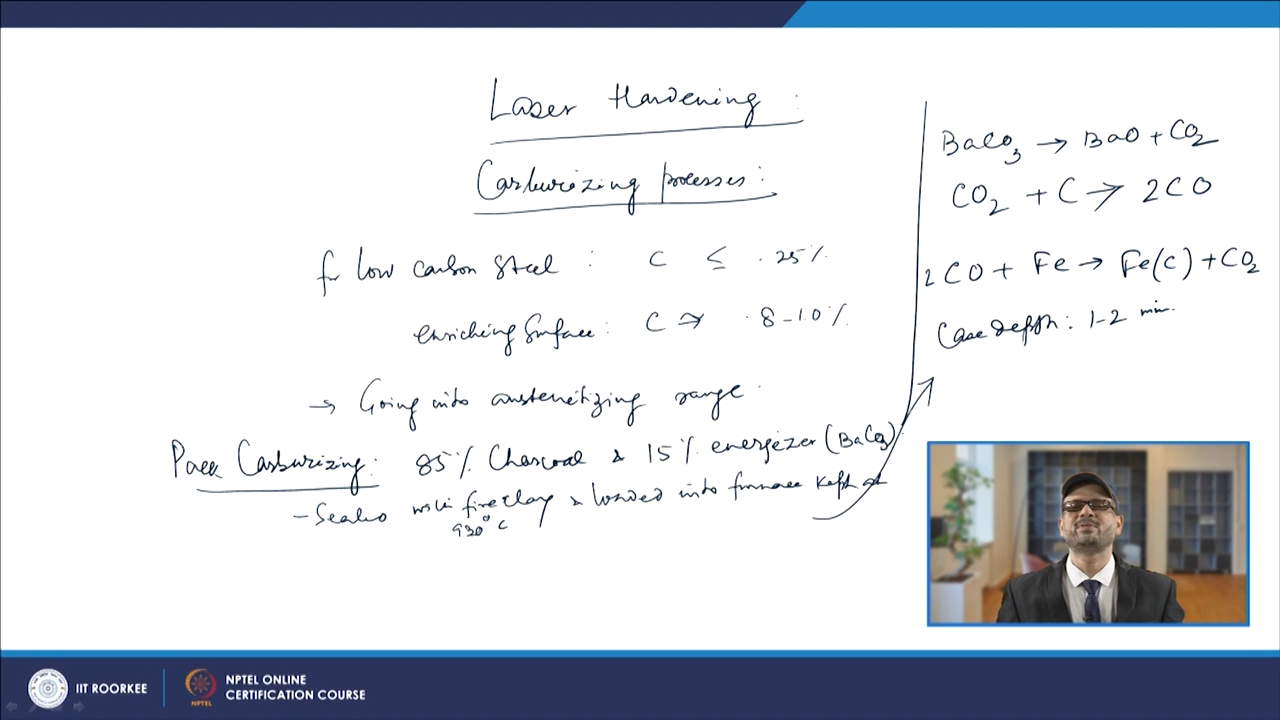 Laser Hardening :
Carburizing processes :
for low carbon steel : C ≤ .25%
enriching surface : C ⇒ .8-1.0%
→ Going into austenitizing range.
Pack Carburizing : 85% Charcoal & 15% energizer (BaCO3).
- Sealed with fireclay & loaded into furnace kept at
930°C
BaCO3 → BaO + CO2
CO2 + C → 2CO
2CO + Fe → Fe(C) + CO2
Case depth : 1-2 mm.
IIT ROORKEE
NPTEL
NPTEL ONLINE
CERTIFICATION COURSE